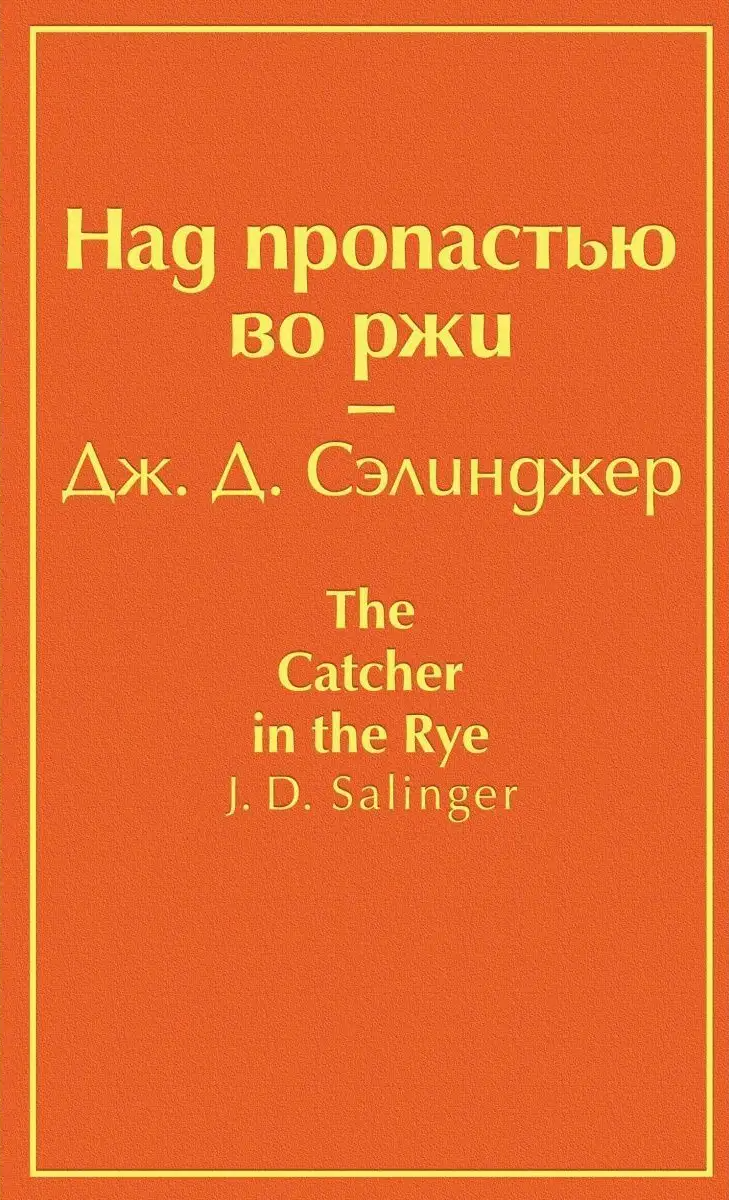 Над пропастью
во ржи
–
Дж. Д. Сэлинджер
The
Catcher
in the Rye
J. D. Salinger